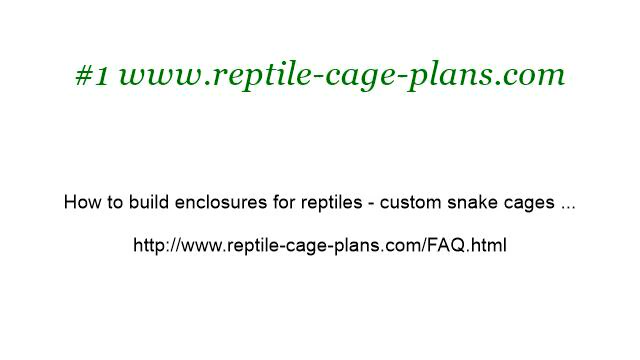 #1 www.reptile-cage-plans.com
How to build enclosures for reptiles - custom snake cages ...
http://www.reptile-cage-plans.com/FAQ.html